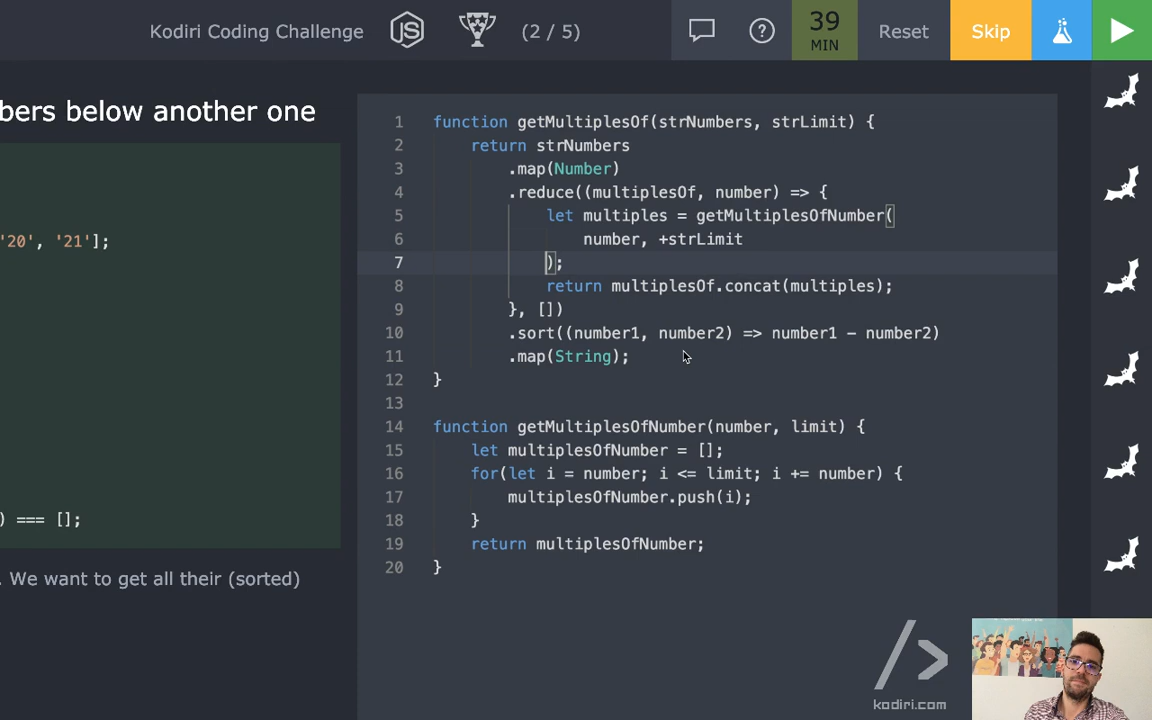 Kodiri Coding Challenge
JS
(2 / 5)
?
39
MIN
Reset
Skip
bers below another one
'20', '21'];
) === [];
. We want to get all their (sorted)
1 function getMultiplesOf(strNumbers, strLimit) {
2 return strNumbers
3 .map(Number)
4 .reduce((multiplesOf, number) => {
5 let multiples = getMultiplesOfNumber(
6 number, +strLimit
7 );
8 return multiplesOf.concat(multiples);
9 }, [])
10 .sort((number1, number2) => number1 - number2)
11 .map(String);
12 }
13
14 function getMultiplesOfNumber(number, limit) {
15 let multiplesOfNumber = [];
16 for(let i = number; i <= limit; i += number) {
17 multiplesOfNumber.push(i);
18 }
19 return multiplesOfNumber;
20 }
/>
kodiri.com